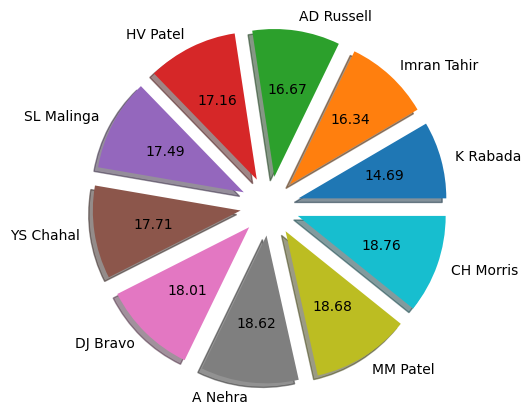 AD Russell
16.67
HV Patel
17.16
Imran Tahir
16.34
SL Malinga
17.49
K Rabada
14.69
YS Chahal
17.71
CH Morris
18.76
DJ Bravo
18.01
A Nehra
18.62
MM Patel
18.68